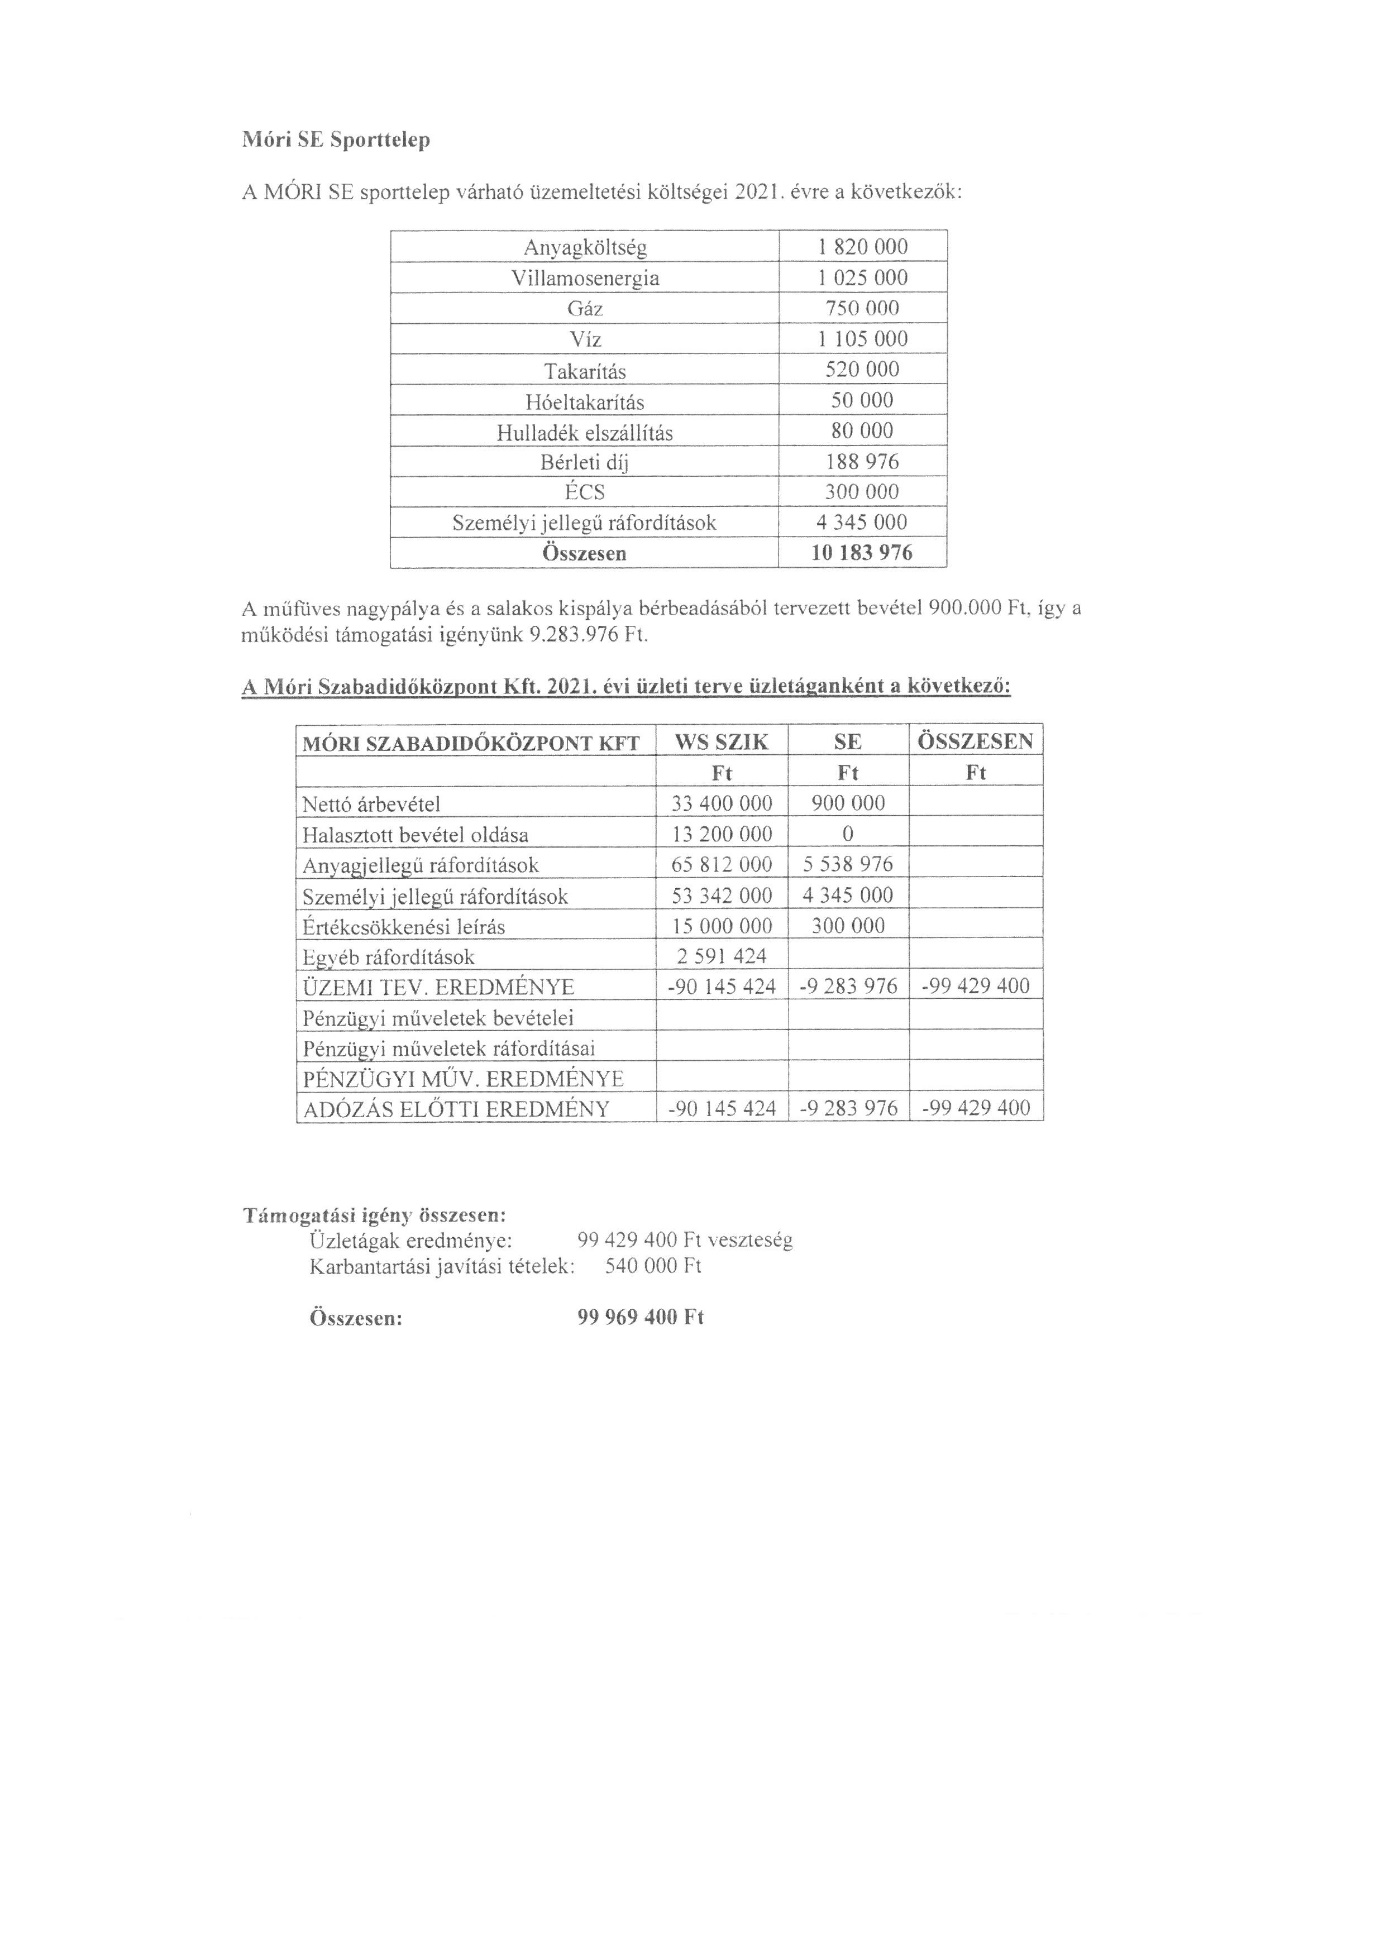 Móri SE Sporttelep
A MÓRI SE sporttelep várható üzemeltetési költségei 2021. évre a következők:
Anyagköltség 1 820 000
Villamosenergia 1 025 000
Gáz 750 000
Víz 1 105 000
Takarítás 520 000
Hóeltakarítás 50 000
Hulladék elszállítás 80 000
Bérleti díj 188 976
ÉCS 300 000
Személyi jellegű ráfordítások 4 345 000
Összesen 10 183 976
A műfüves nagypálya és a salakos kispálya bérbeadásából tervezett bevétel 900.000 Ft, így a
működési támogatási igényünk 9.283.976 Ft.
A Móri Szabadidőközpont Kft. 2021. évi üzleti terve üzletáganként a következő:
MÓRI SZABADIDŐKÖZPONT KFT WS SZIK SE ÖSSZESEN
Ft Ft Ft
Nettó árbevétel 33 400 000 900 000
Halasztott bevétel oldása 13 200 000 0
Anyagjellegű ráfordítások 65 812 000 5 538 976
Személyi jellegű ráfordítások 53 342 000 4 345 000
Értékcsökkenési leírás 15 000 000 300 000
Egyéb ráfordítások 2 591 424
ÜZEMI TEV. EREDMÉNYE -90 145 424 -9 283 976 -99 429 400
Pénzügyi műveletek bevételei
Pénzügyi műveletek ráfordításai
PÉNZÜGYI MŰV. EREDMÉNYE
ADÓZÁS ELŐTTI EREDMÉNY -90 145 424 -9 283 976 -99 429 400
Támogatási igény összesen:
Üzletágak eredménye: 99 429 400 Ft veszteség
Karbantartási javítási tételek: 540 000 Ft
Összesen: 99 969 400 Ft